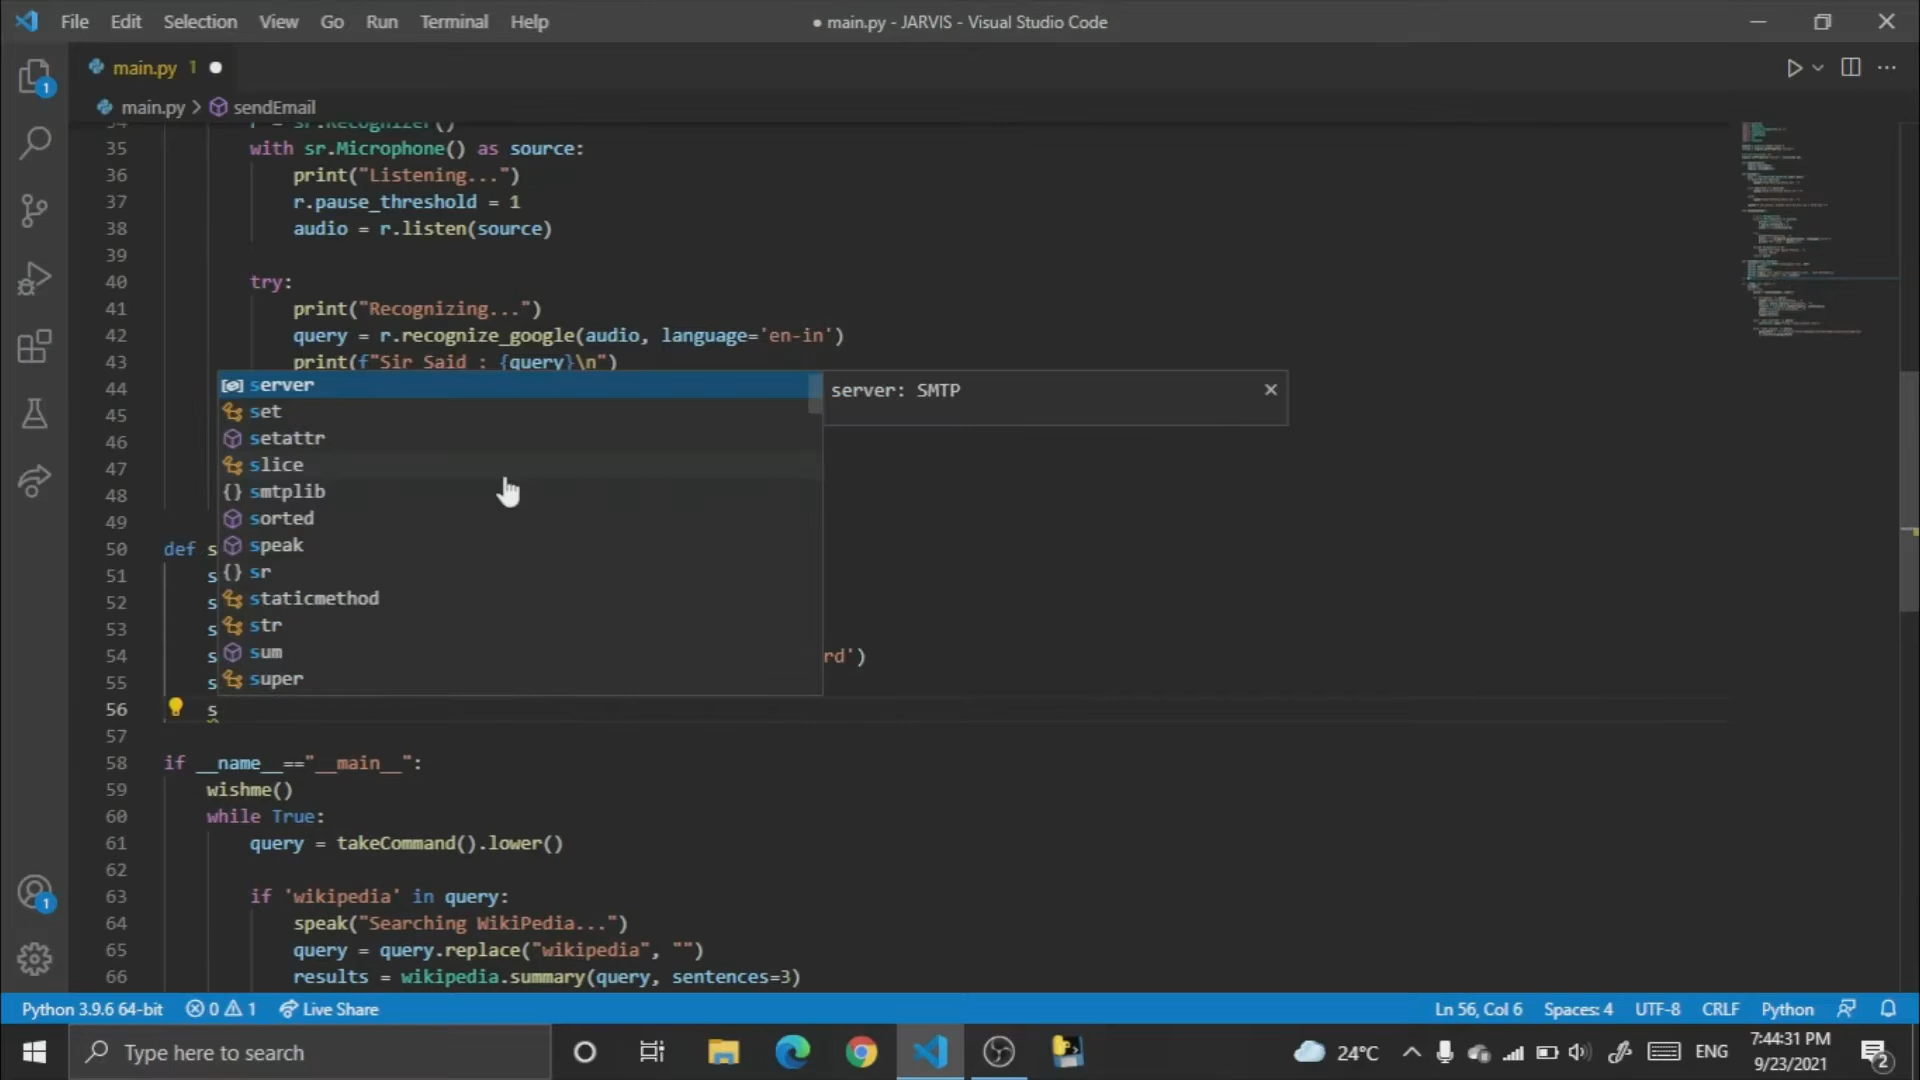 File Edit Selection View Go Run Terminal Help
● main.py - JARVIS - Visual Studio Code
main.py 1
main.py > sendEmail
34 r = sr.Recognizer()
35 with sr.Microphone() as source:
36 print("Listening...")
37 r.pause_threshold = 1
38 audio = r.listen(source)
39
40 try:
41 print("Recognizing...")
42 query = r.recognize_google(audio, language='en-in')
43 print(f"Sir Said : {query}\n")
44
45
46
47
48
49
50 def s
51 s
52 s
53 s
54 s rd')
55 s
56 s
server
set
setattr
slice
smtplib
sorted
speak
sr
staticmethod
str
sum
super
server: SMTP
57
58 if __name__=="__main__":
59 wishme()
60 while True:
61 query = takeCommand().lower()
62
63 if 'wikipedia' in query:
64 speak("Searching WikiPedia...")
65 query = query.replace("wikipedia", "")
66 results = wikipedia.summary(query, sentences=3)
1
1
Python 3.9.6 64-bit 0 1 Live Share Ln 56, Col 6 Spaces: 4 UTF-8 CRLF Python
Type here to search 24°C ENG 7:44:31 PM
9/23/2021 2